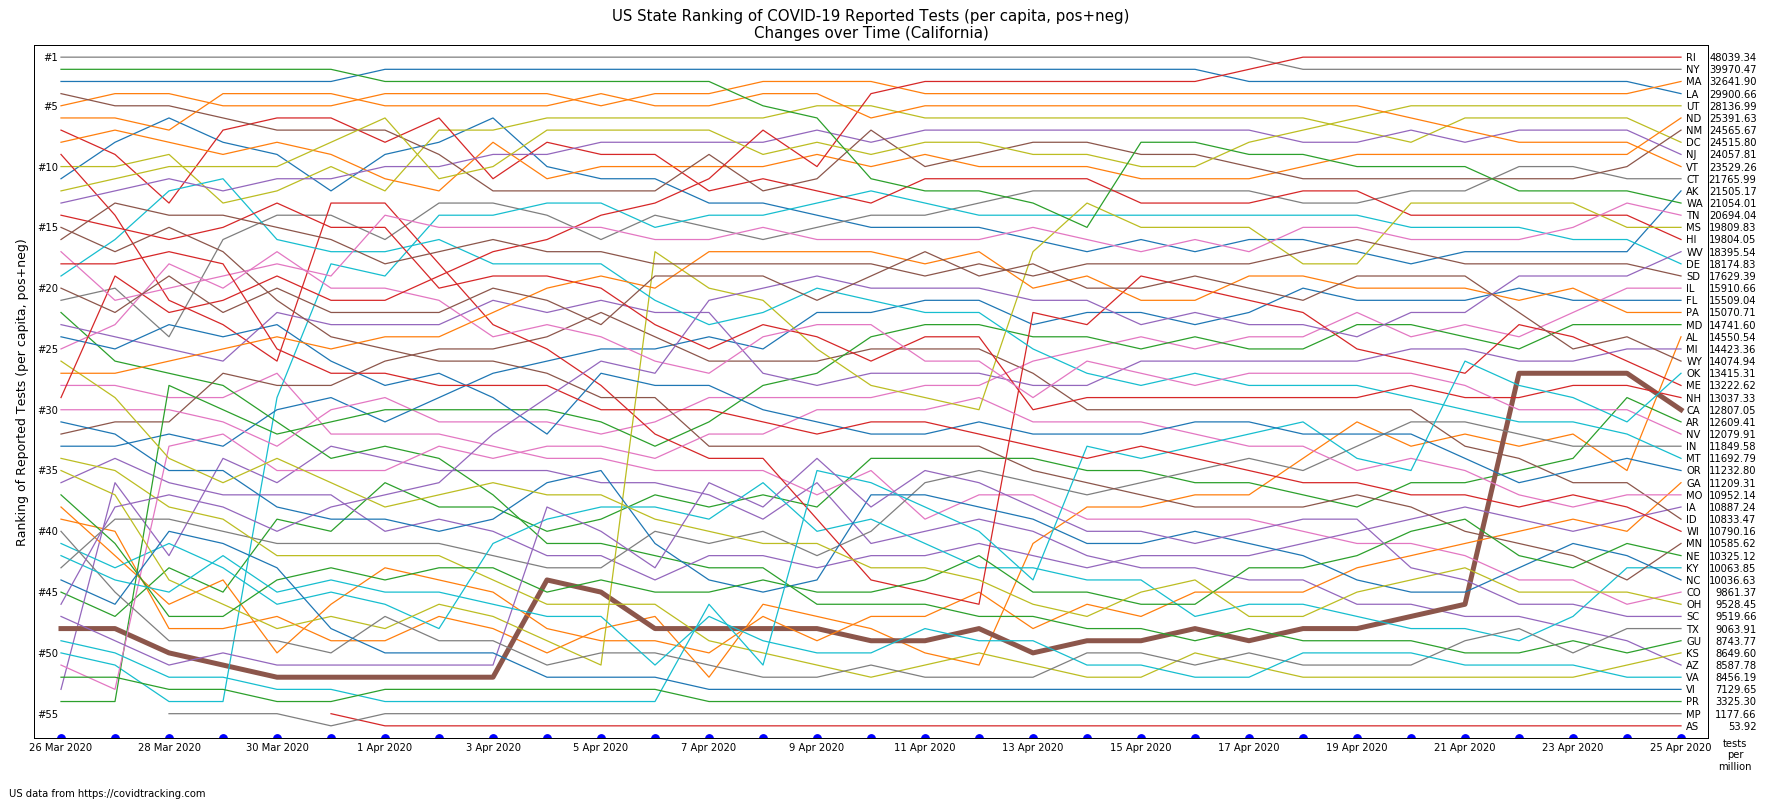 US State Ranking of COVID-19 Reported Tests (per capita, pos+neg)
Changes over Time (California)
Ranking of Reported Tests (per capita, pos+neg)
#1
#5
#10
#15
#20
#25
#30
#35
#40
#45
#50
#55
RI 48039.34
NY 39970.47
MA 32641.90
LA 29900.66
UT 28136.99
ND 25391.63
NM 24565.67
DC 24515.80
NJ 24057.81
VT 23529.26
CT 21765.99
AK 21505.17
WA 21054.01
TN 20694.04
MS 19809.83
HI 19804.05
WV 18395.54
DE 18174.83
SD 17629.39
IL 15910.66
FL 15509.04
PA 15070.71
MD 14741.60
AL 14550.54
MI 14423.36
WY 14074.94
OK 13415.31
ME 13222.62
NH 13037.33
CA 12807.05
AR 12609.41
NV 12079.91
IN 11849.58
MT 11692.79
OR 11232.80
GA 11209.31
MO 10952.14
IA 10887.24
ID 10833.47
WI 10790.16
MN 10585.62
NE 10325.12
KY 10063.85
NC 10036.63
CO 9861.37
OH 9528.45
SC 9519.66
TX 9063.91
GU 8743.77
KS 8649.60
AZ 8587.78
VA 8456.19
VI 7129.65
PR 3325.30
MP 1177.66
AS 53.92
26 Mar 2020 28 Mar 2020 30 Mar 2020 1 Apr 2020 3 Apr 2020 5 Apr 2020 7 Apr 2020 9 Apr 2020 11 Apr 2020 13 Apr 2020 15 Apr 2020 17 Apr 2020 19 Apr 2020 21 Apr 2020 23 Apr 2020 25 Apr 2020
tests
per
million
US data from https://covidtracking.com